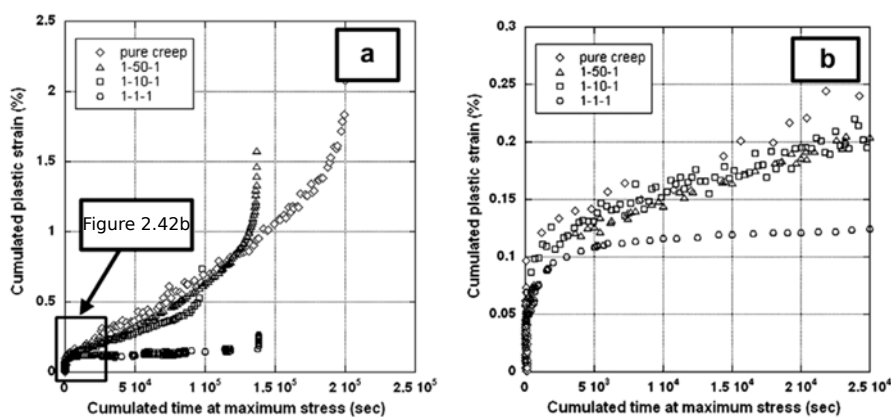 a
pure creep
1-50-1
1-10-1
1-1-1
Figure 2.42b
Cumulated plastic strain (%)
2.5
2
1.5
1
0.5
0
0 5 10⁴ 1 10⁵ 1.5 10⁵ 2 10⁵ 2.5 10⁵
Cumulated time at maximum stress (sec)
b
pure creep
1-50-1
1-10-1
1-1-1
Cumulated plastic strain (%)
0.3
0.25
0.2
0.15
0.1
0.05
0
0 5 10³ 1 10⁴ 1.5 10⁴ 2 10⁴ 2.5 10⁴
Cumulated time at maximum stress (sec)